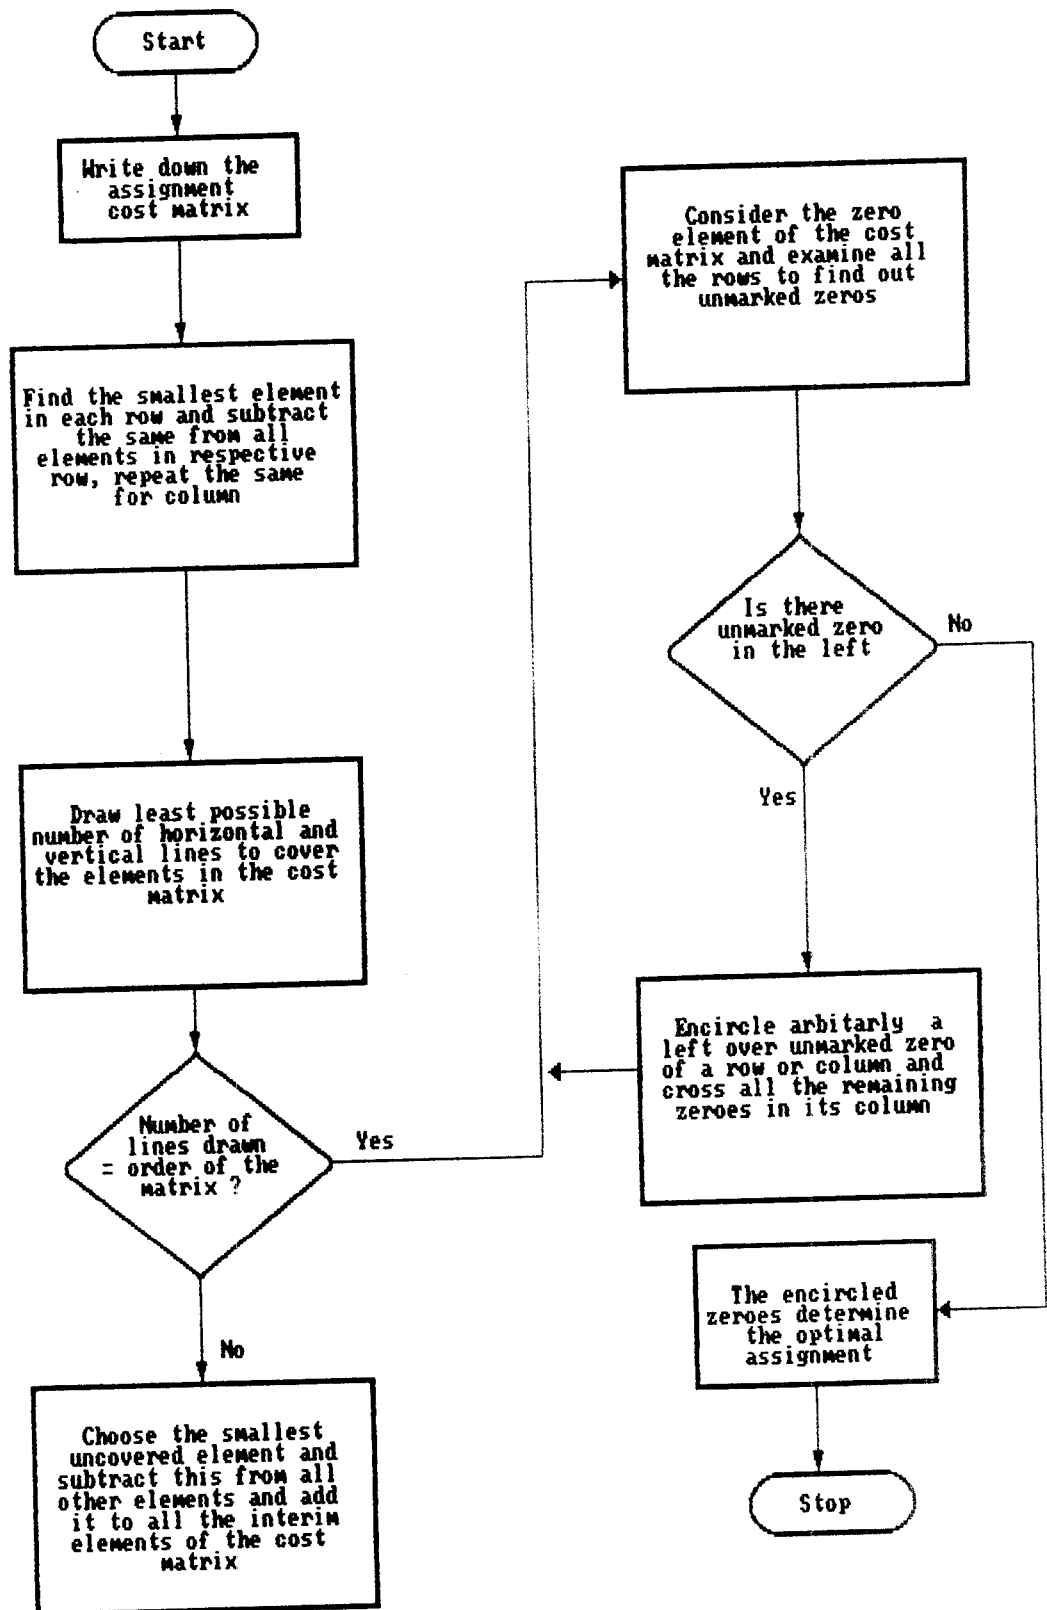 Start
Write down the
assignment
cost matrix
Find the smallest element
in each row and subtract
the same from all
elements in respective
row, repeat the same
for column
Draw least possible
number of horizontal and
vertical lines to cover
the elements in the cost
matrix
Number of
lines drawn
= order of the
matrix ?
Yes
No
Choose the smallest
uncovered element and
subtract this from all
other elements and add
it to all the interim
elements of the cost
matrix
Consider the zero
element of the cost
matrix and examine all
the rows to find out
unmarked zeros
Is there
unmarked zero
in the left
No
Yes
Encircle arbitarly a
left over unmarked zero
of a row or column and
cross all the remaining
zeroes in its column
The encircled
zeroes determine
the optimal
assignment
Stop